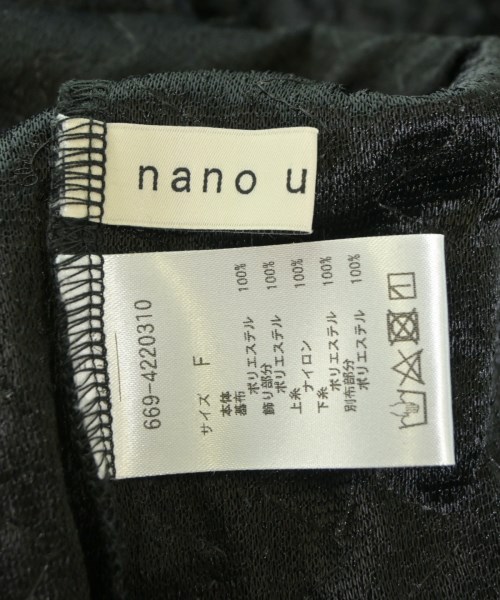 nano u
669-4220310
サイズ F
本体
基布 100%
ポリエステル
飾り部分 100%
ポリエステル
上糸 100%
ナイロン
下糸 100%
ポリエステル
別布部分 100%
ポリエステル